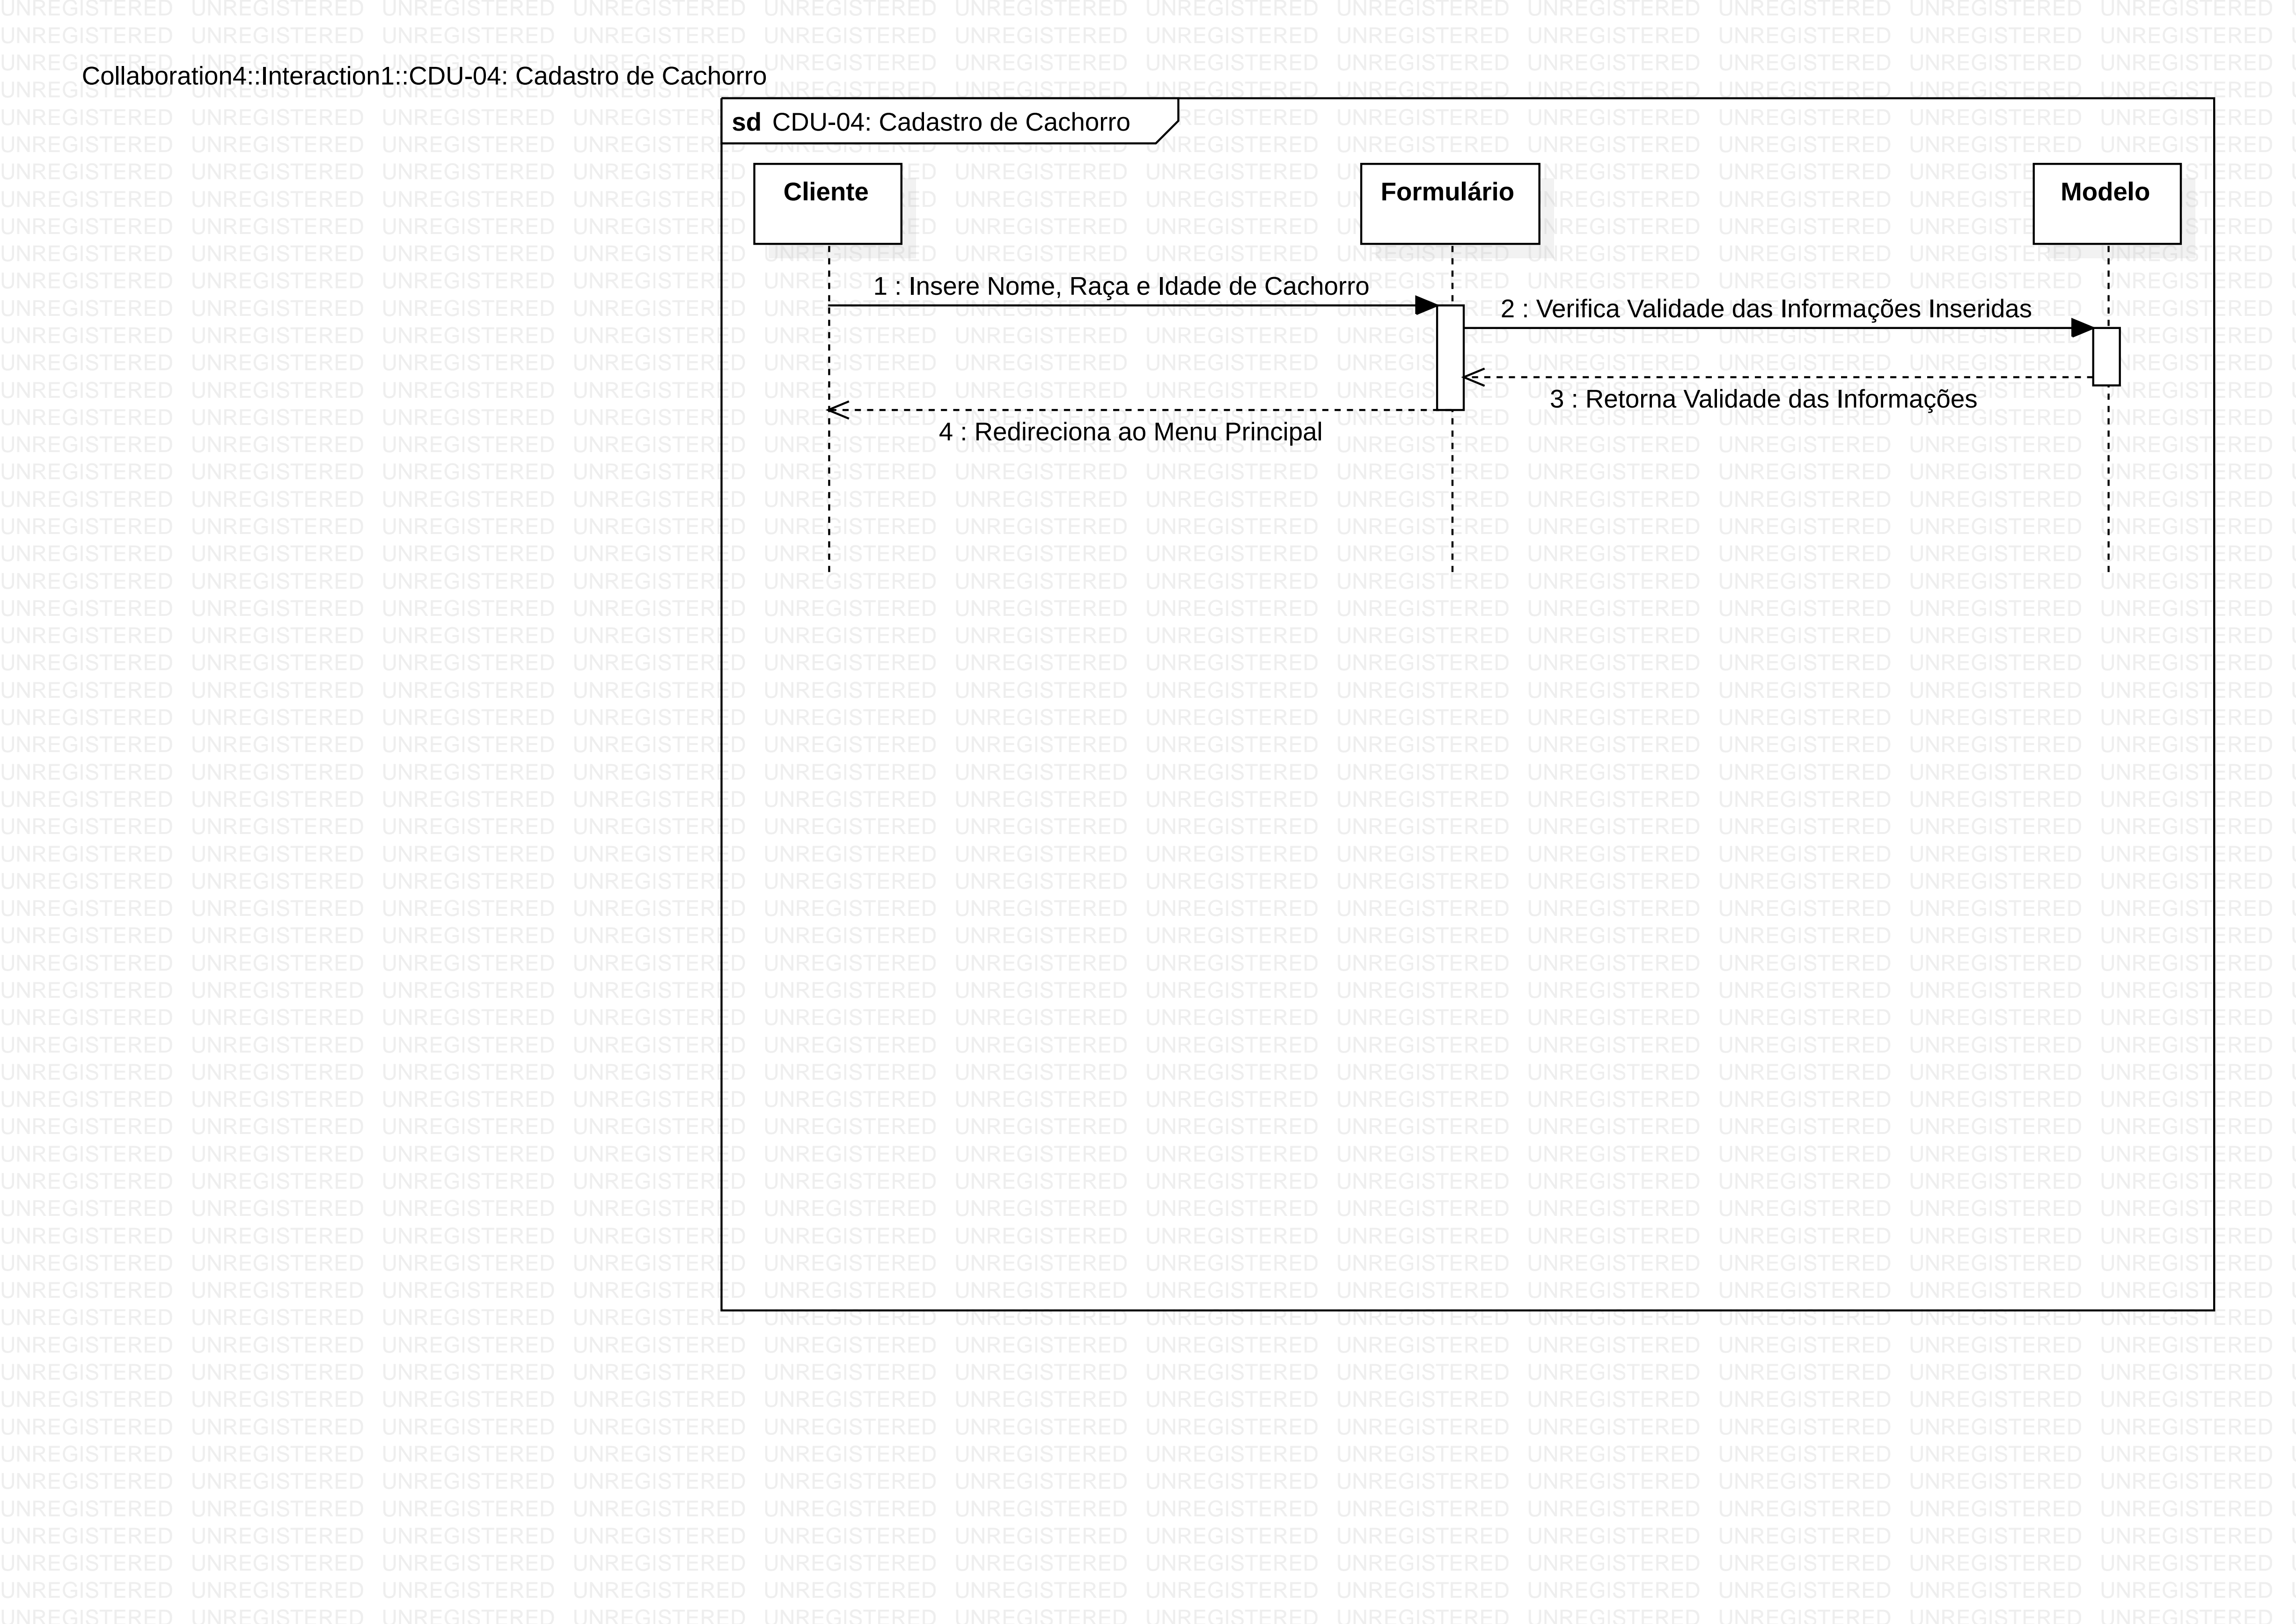 Collaboration4::Interaction1::CDU-04: Cadastro de Cachorro
sd CDU-04: Cadastro de Cachorro
Cliente
Formulário
Modelo
1 : Insere Nome, Raça e Idade de Cachorro
2 : Verifica Validade das Informações Inseridas
3 : Retorna Validade das Informações
4 : Redireciona ao Menu Principal
UNREGISTERED